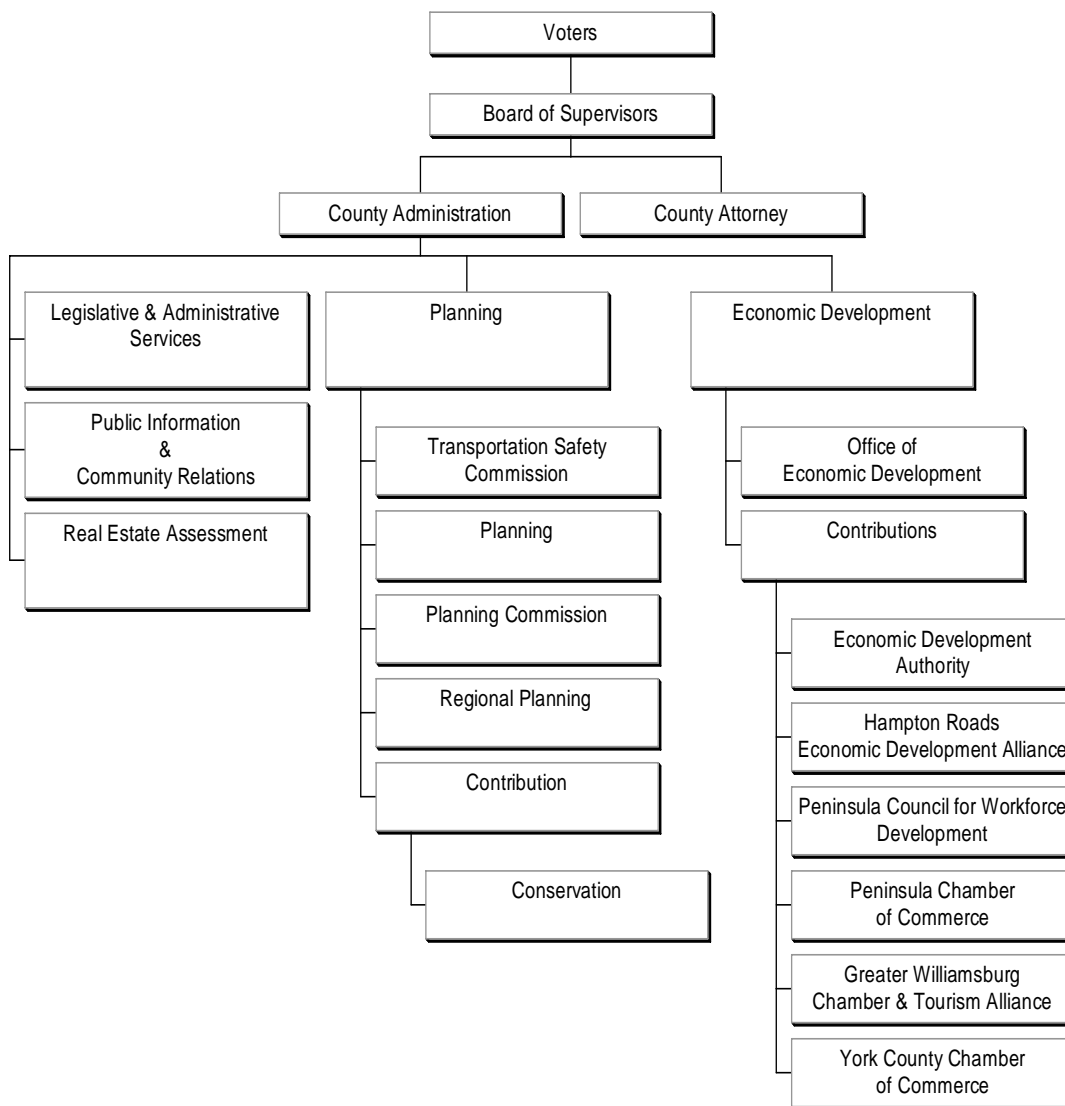 Voters
Board of Supervisors
County Administration
County Attorney
Legislative & Administrative
Services
Planning
Economic Development
Public Information
&
Community Relations
Real Estate Assessment
Transportation Safety
Commission
Planning
Planning Commission
Regional Planning
Contribution
Conservation
Office of
Economic Development
Contributions
Economic Development
Authority
Hampton Roads
Economic Development Alliance
Peninsula Council for Workforce
Development
Peninsula Chamber
of Commerce
Greater Williamsburg
Chamber & Tourism Alliance
York County Chamber
of Commerce